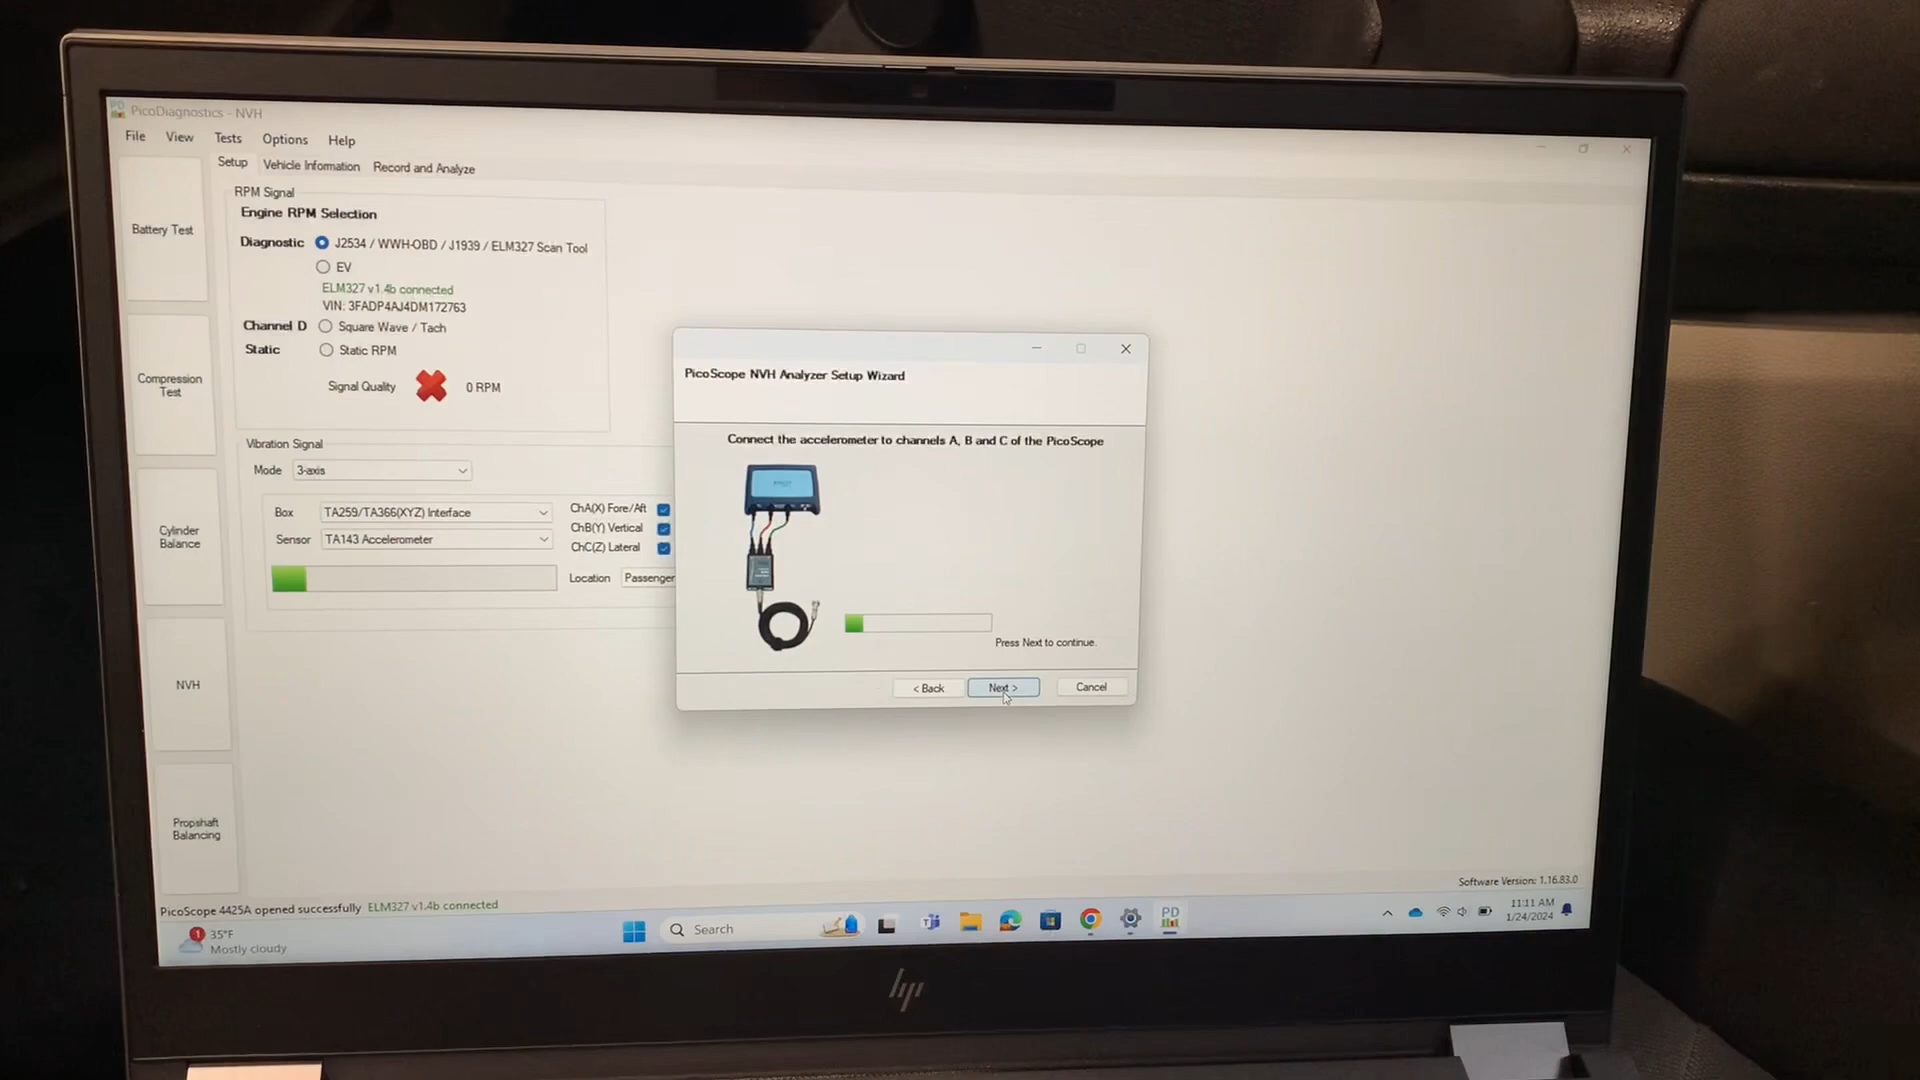 PicoDiagnostics - NVH
File View Tests Options Help
Setup Vehicle Information Record and Analyze
RPM Signal
Engine RPM Selection
Diagnostic J2534 / WWH-OBD / J1939 / ELM327 Scan Tool
EV
ELM327 v1.4b connected
VIN: 3FADP4AJ4DM172763
Channel D Square Wave / Tach
Static Static RPM
Signal Quality 0 RPM
Vibration Signal
Mode 3-axis
Box TA259/TA366(XYZ) Interface ChA(X) Fore/Aft
ChB(Y) Vertical
Sensor TA143 Accelerometer ChC(Z) Lateral
Location Passenger
Battery Test
Compression
Test
Cylinder
Balance
NVH
Propshaft
Balancing
PicoScope NVH Analyzer Setup Wizard
Connect the accelerometer to channels A, B and C of the PicoScope
Press Next to continue.
< Back Next > Cancel
Software Version: 1.16.83.0
PicoScope 4425A opened successfully ELM327 v1.4b connected
1 35°F
Mostly cloudy
Search
PD
11:11 AM
1/24/2024
hp